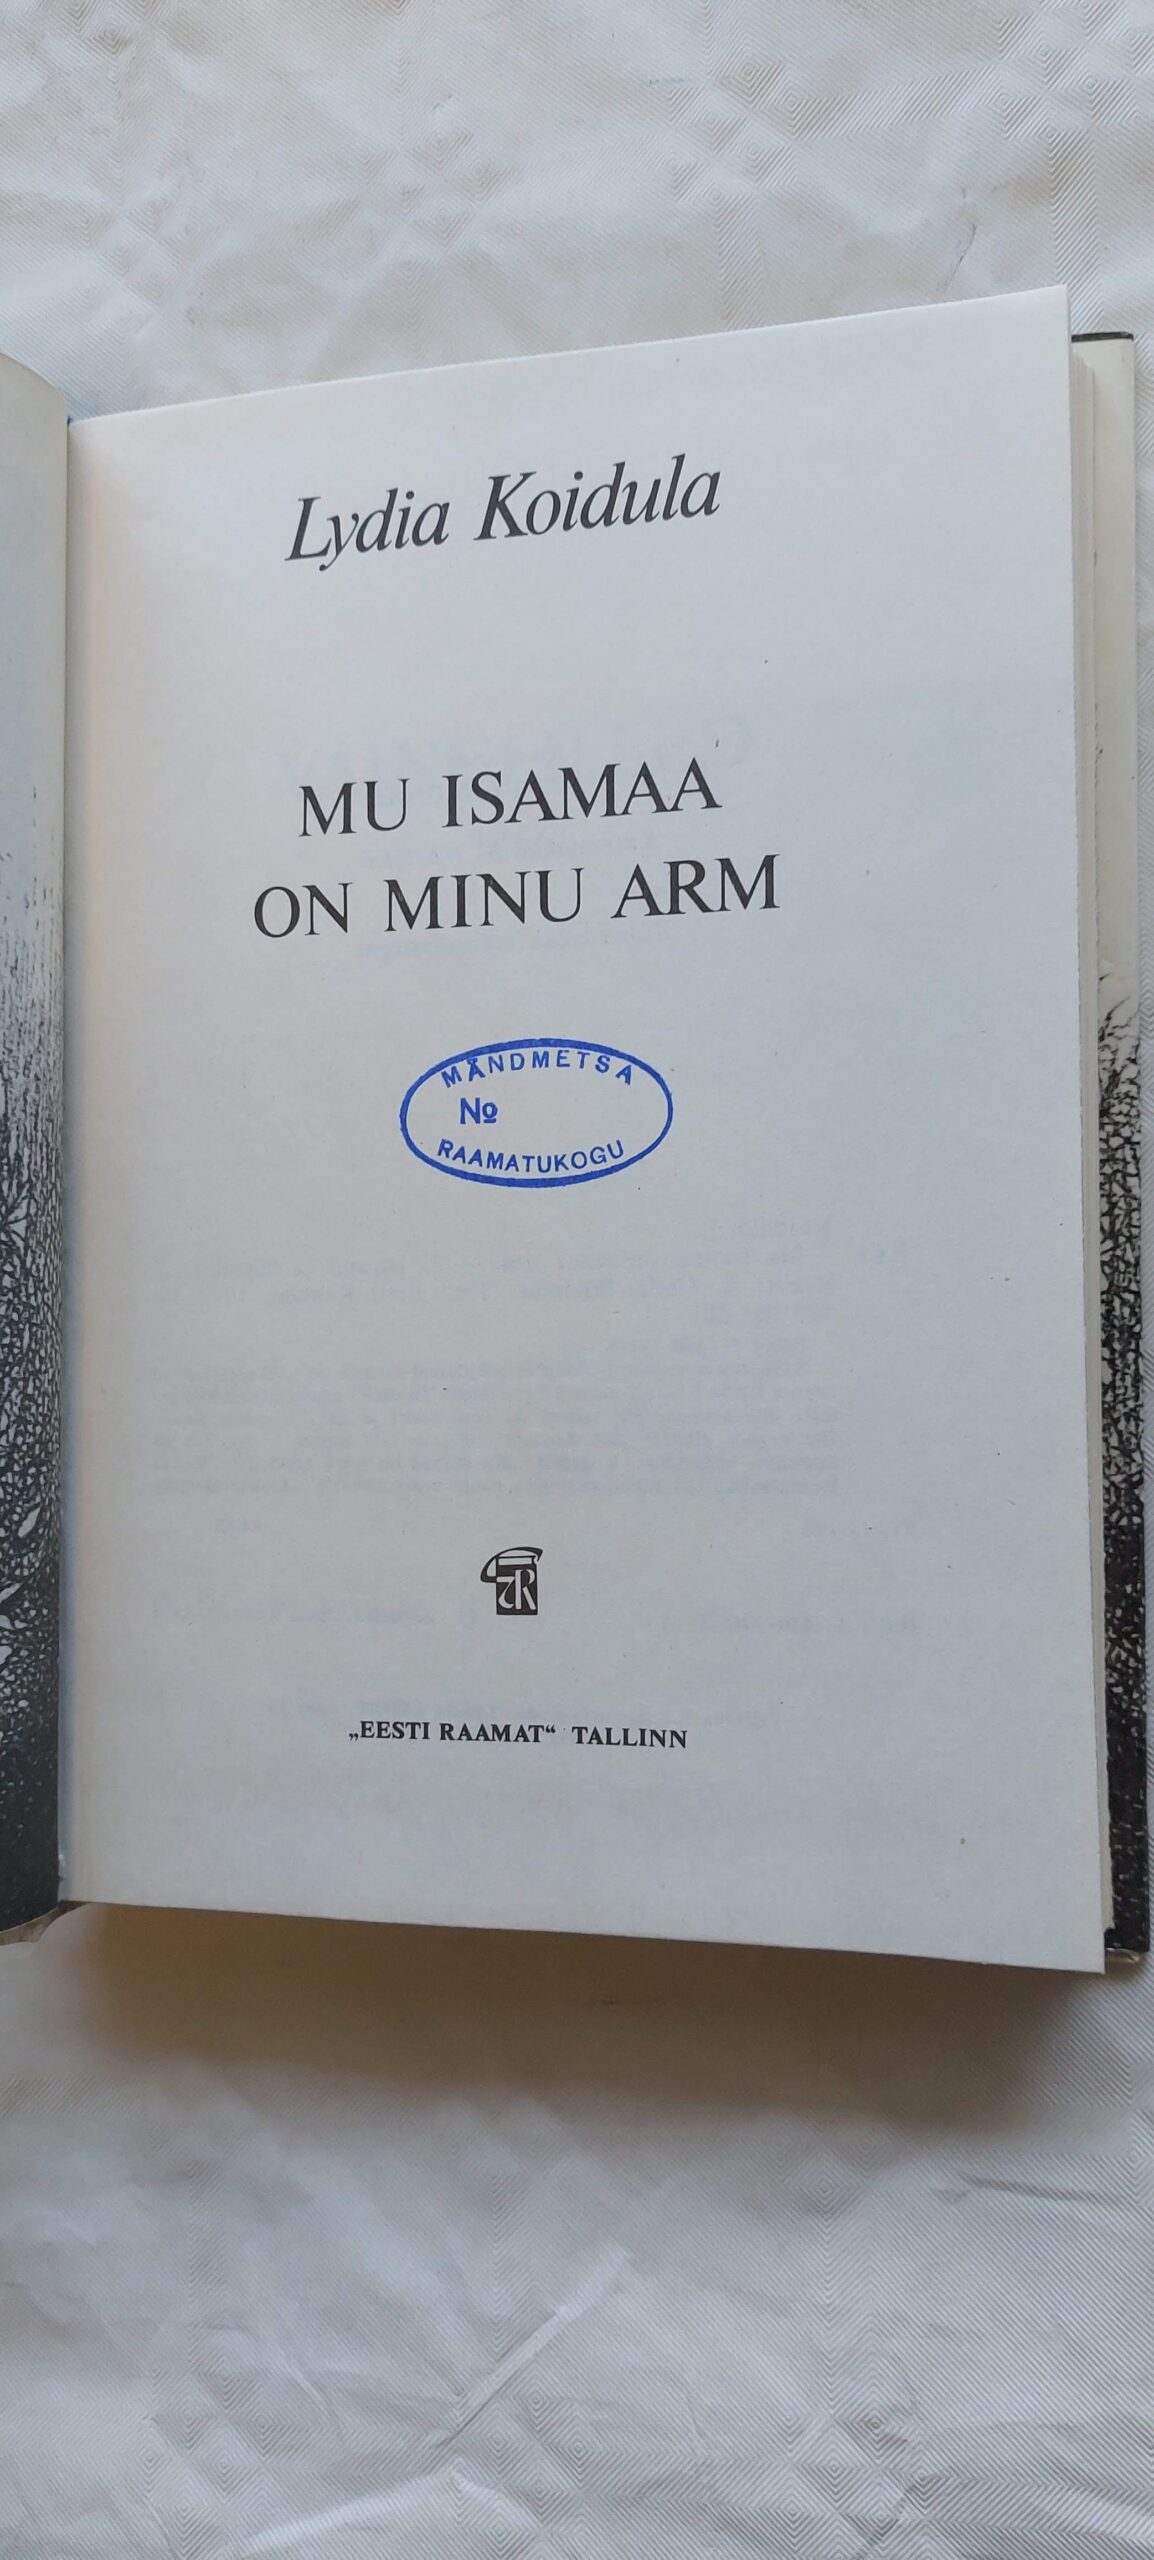 Lydia Koidula
MU ISAMAA
ON MINU ARM
MÄNDMETSA
№
RAAMATUKOGU
„EESTI RAAMAT“ TALLINN